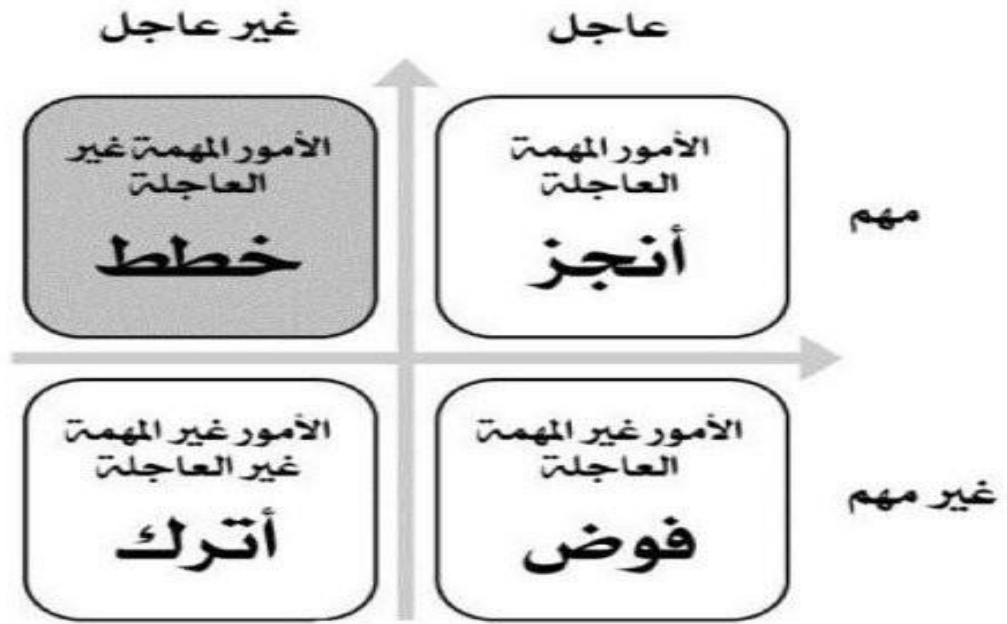 عاجل
غير عاجل
مهم
الأمور المهمة
العاجلة
أنجز
الأمور المهمة غير
العاجلة
خطط
غير مهم
الأمور غير المهمة
العاجلة
فوض
الأمور غير المهمة
غير العاجلة
أترك